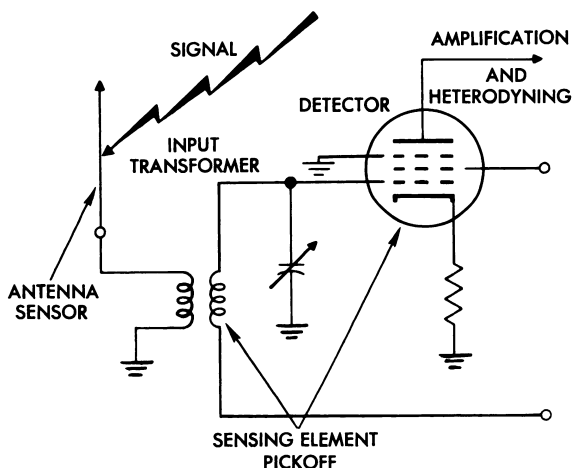 SIGNAL
AMPLIFICATION
AND
HETERODYNING
DETECTOR
INPUT
TRANSFORMER
ANTENNA
SENSOR
SENSING ELEMENT
PICKOFF